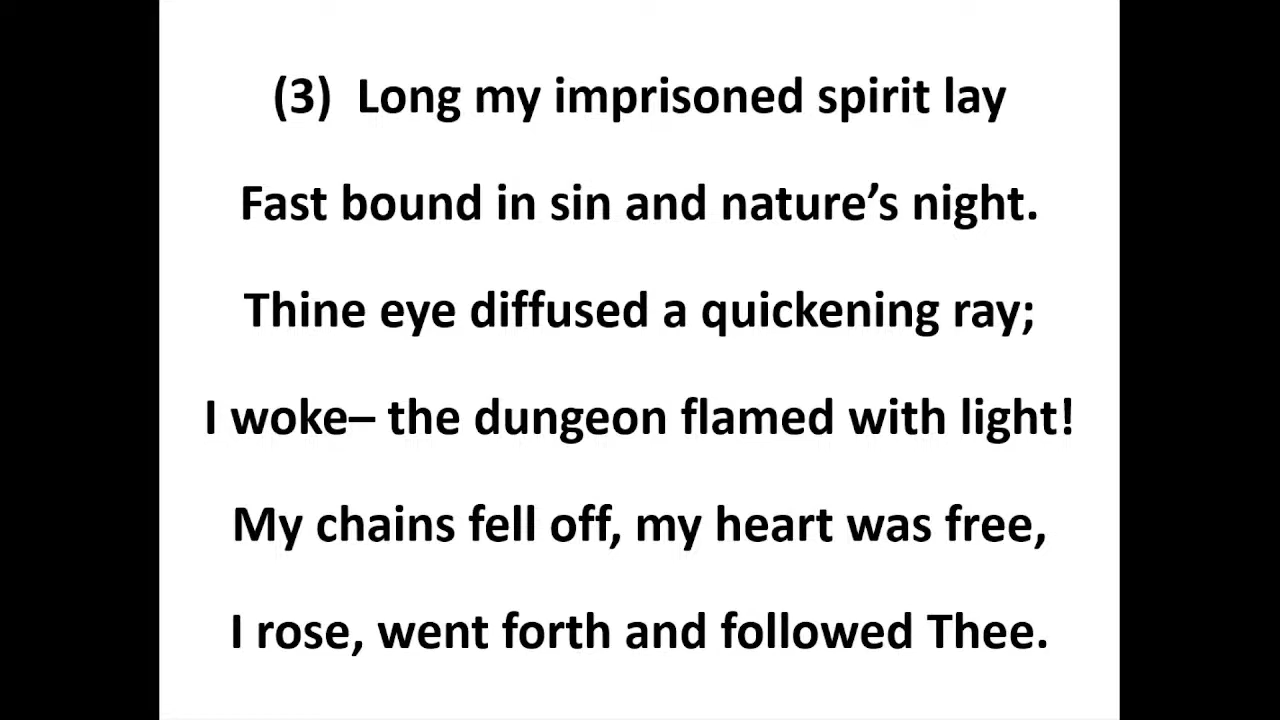 (3)  Long my imprisoned spirit lay
Fast bound in sin and nature’s night.
Thine eye diffused a quickening ray;
I woke– the dungeon flamed with light!
My chains fell off, my heart was free,
I rose, went forth and followed Thee.